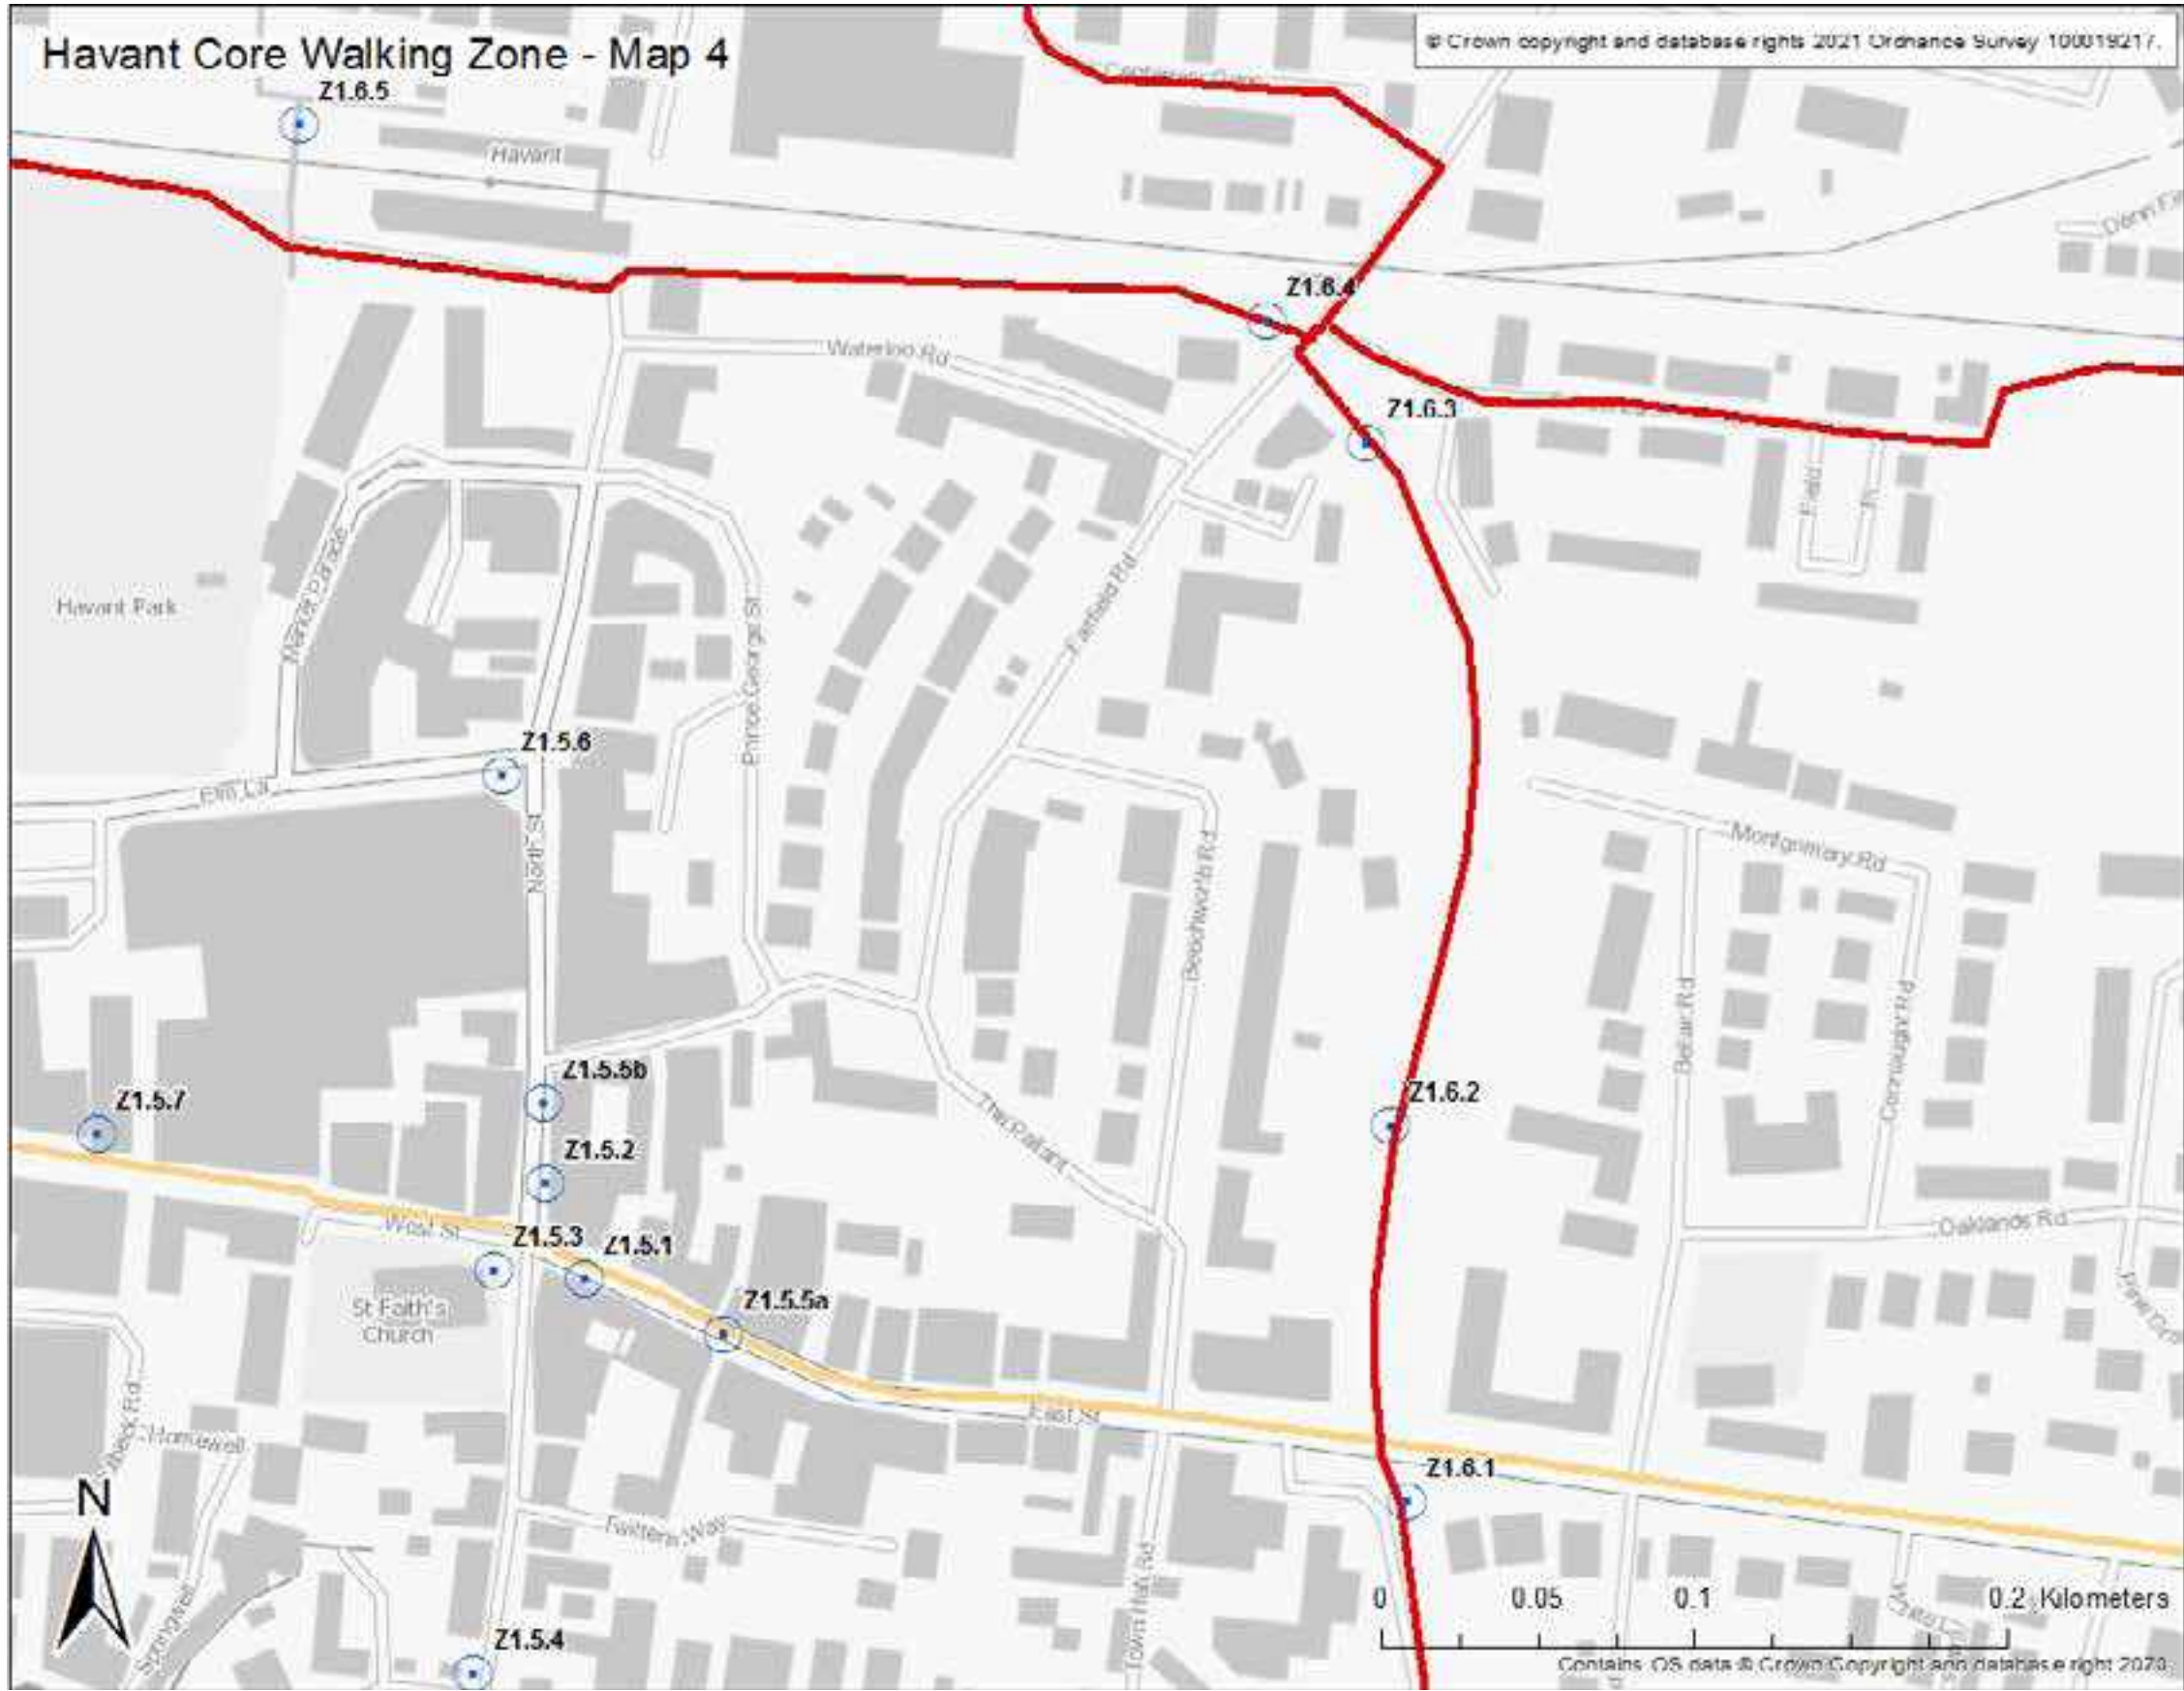 Havant Core Walking Zone - Map 4
© Crown copyright and database rights 2021 Ordnance Survey 100019217.
Z1.6.5
Havant
Z1.6.4
Waterloo Rd
Z1.6.3
Field
Havant Park
Fairfield Rd
Prince George St
Z1.5.6
Elm La
North St
Montgomery Rd
Beechworth Rd
Z1.5.5b
Z1.6.2
Z1.5.7
The Pallant
Connaught Rd
Z1.5.2
West St
Z1.5.3
Z1.5.1
Oaklands Rd
St Faith's
Church
Z1.5.5a
East St
Homewell
Z1.6.1
N
Twittens Way
Town Hall Rd
Springwell
0 0.05 0.1 0.2 Kilometers
Z1.5.4
Contains OS data © Crown Copyright and database right 2020